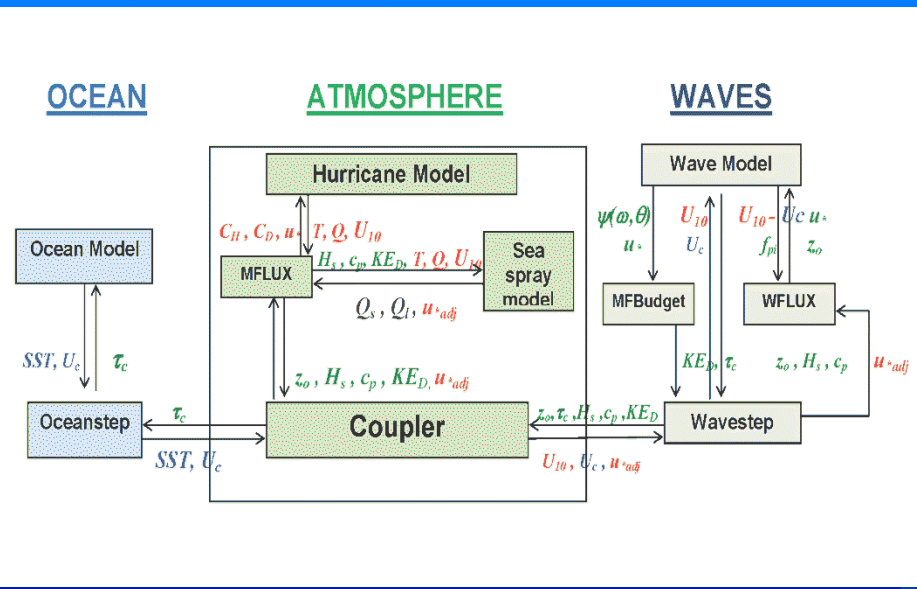 OCEAN
ATMOSPHERE
WAVES
Hurricane Model
Wave Model
C_H , C_D, u* T, Q, U_10
ψ(ω,θ)
u*
U_10
U_c
U_10 - Uc u*
f_pi z_o
Ocean Model
MFLUX
H_s , c_p, KE_D, T, Q, U_10
Sea
spray
model
Q_s , Q_l , u*adj
MFBudget
WFLUX
SST, U_c τ_c
z_o , H_s , c_p , KE_D, u*adj
KE_D, τ_c
z_o , H_s , c_p u*adj
Oceanstep
τ_c
Coupler
z_o,τ_c,H_s,c_p,KE_D
Wavestep
SST, U_c
U_10, U_c, u*adj